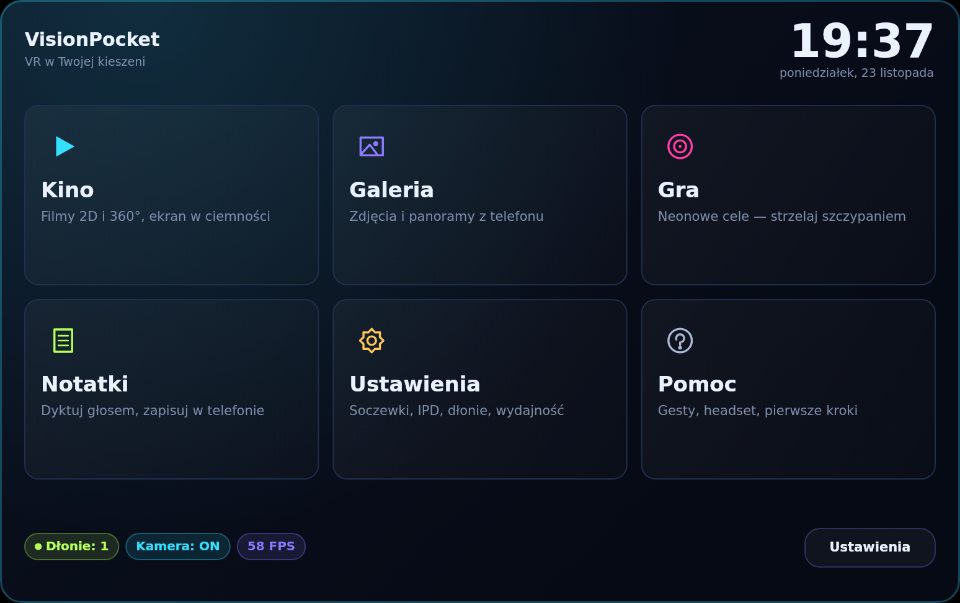 VisionPocket
VR w Twojej kieszeni
19:37
poniedziałek, 23 listopada
Kino
Filmy 2D i 360°, ekran w ciemności
Galeria
Zdjęcia i panoramy z telefonu
Gra
Neonowe cele — strzelaj szczypaniem
Notatki
Dyktuj głosem, zapisuj w telefonie
Ustawienia
Soczewki, IPD, dłonie, wydajność
Pomoc
Gesty, headset, pierwsze kroki
Dłonie: 1
Kamera: ON
58 FPS
Ustawienia